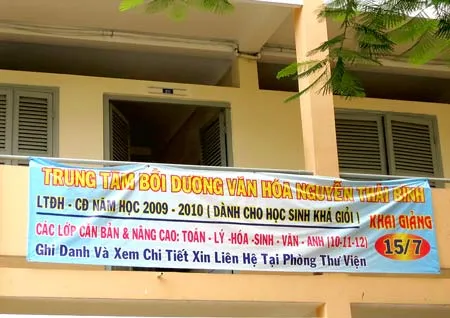 TRUNG TAM BỒI DƯƠNG VĂN HÓA NGUYỄN THÁI BÌNH
LTĐH - CĐ NĂM HỌC 2009 - 2010 ( DÀNH CHO HỌC SINH KHÁ GIỎI )
KHAI GIẢNG
CÁC LỚP CĂN BẢN & NÂNG CAO: TOÁN - LÝ -HÓA -SINH - VĂN - ANH (10-11-12)
15/7
Ghi Danh Và Xem Chi Tiết Xin Liên Hệ Tại Phòng Thư Viện